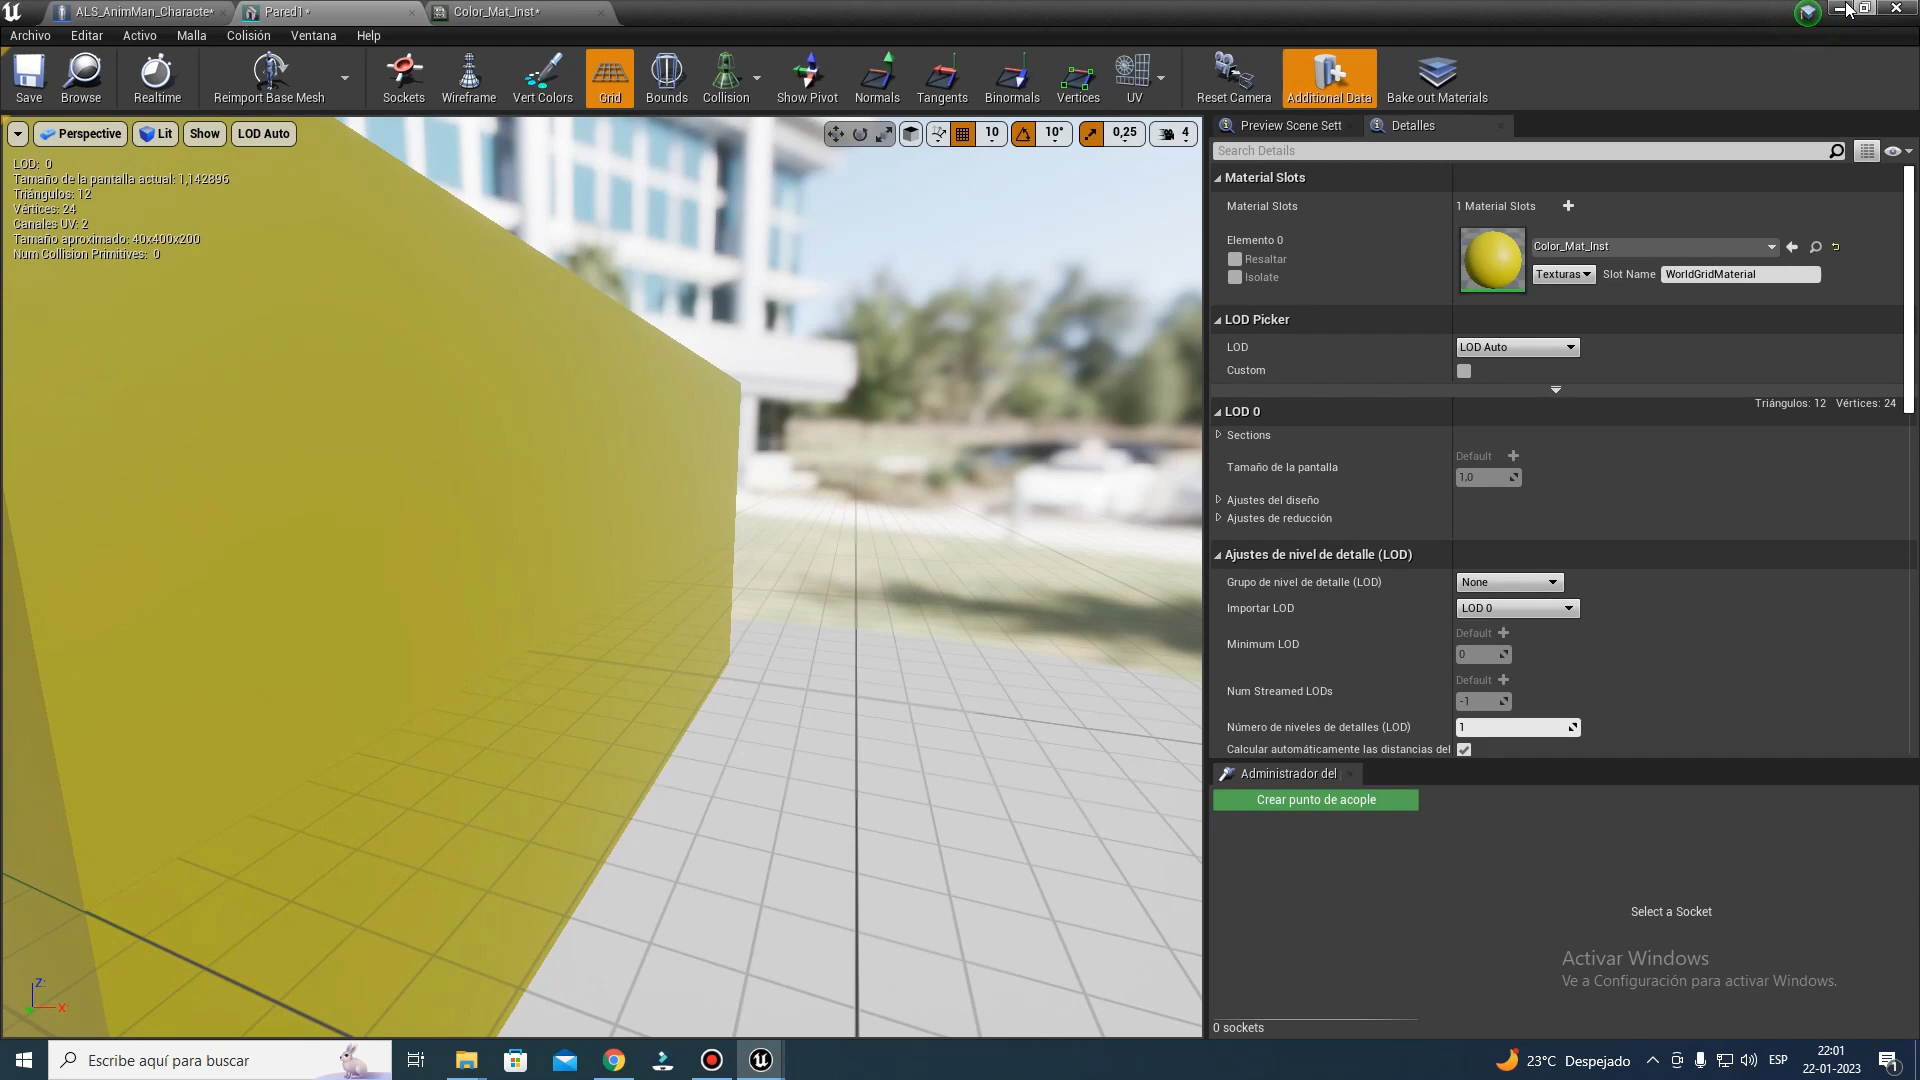 ALS_AnimMan_Characte*
Pared1*
Color_Mat_Inst*
Archivo
Editar
Activo
Malla
Colisión
Ventana
Help
Save
Browse
Realtime
Reimport Base Mesh
Sockets
Wireframe
Vert Colors
Grid
Bounds
Collision
Show Pivot
Normals
Tangents
Binormals
Vertices
UV
Reset Camera
Additional Data
Bake out Materials
Perspective
Lit
Show
LOD Auto
10
10°
0,25
4
LOD: 0
Tamaño de la pantalla actual: 1,142896
Triángulos: 12
Vértices: 24
Canales UV: 2
Tamaño aproximado: 40x400x200
Num Collision Primitives: 0
Z:
X:
Preview Scene Sett
Detalles
Search Details
Material Slots
Material Slots
1 Material Slots
Elemento 0
Resaltar
Isolate
Color_Mat_Inst
Texturas
Slot Name
WorldGridMaterial
LOD Picker
LOD
LOD Auto
Custom
LOD 0
Triángulos: 12 Vértices: 24
Sections
Tamaño de la pantalla
Default
1,0
Ajustes del diseño
Ajustes de reducción
Ajustes de nivel de detalle (LOD)
Grupo de nivel de detalle (LOD)
None
Importar LOD
LOD 0
Minimum LOD
Default
0
Num Streamed LODs
Default
-1
Número de niveles de detalles (LOD)
1
Calcular automáticamente las distancias del
Administrador del
Crear punto de acople
Select a Socket
Activar Windows
Ve a Configuración para activar Windows.
0 sockets
Escribe aquí para buscar
23°C Despejado
ESP
22:01
22-01-2023
1